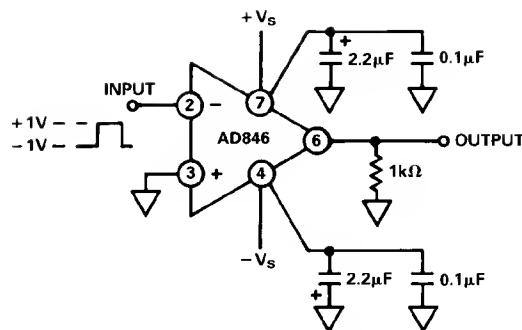 +VS
+
2.2µF
0.1µF
INPUT
2
−
7
+1V
−1V
AD846
6
OUTPUT
3
+
4
1kΩ
−VS
2.2µF
+
0.1µF